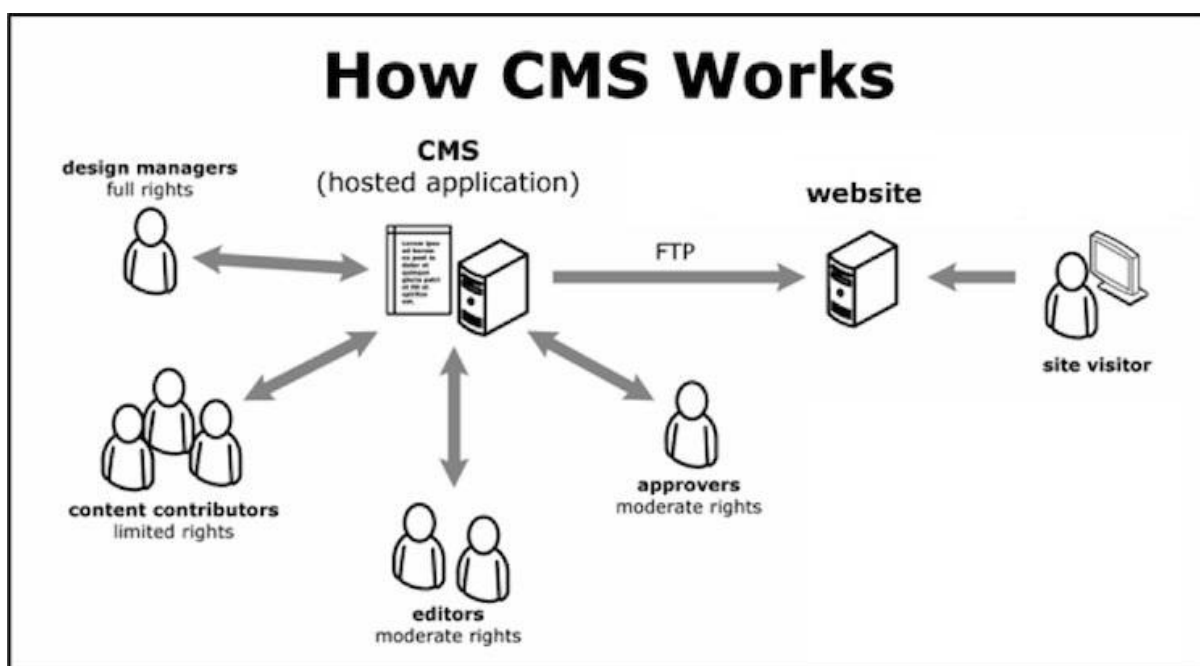 How CMS Works
design managers
full rights
CMS
(hosted application)
website
FTP
site visitor
content contributors
limited rights
editors
moderate rights
approvers
moderate rights